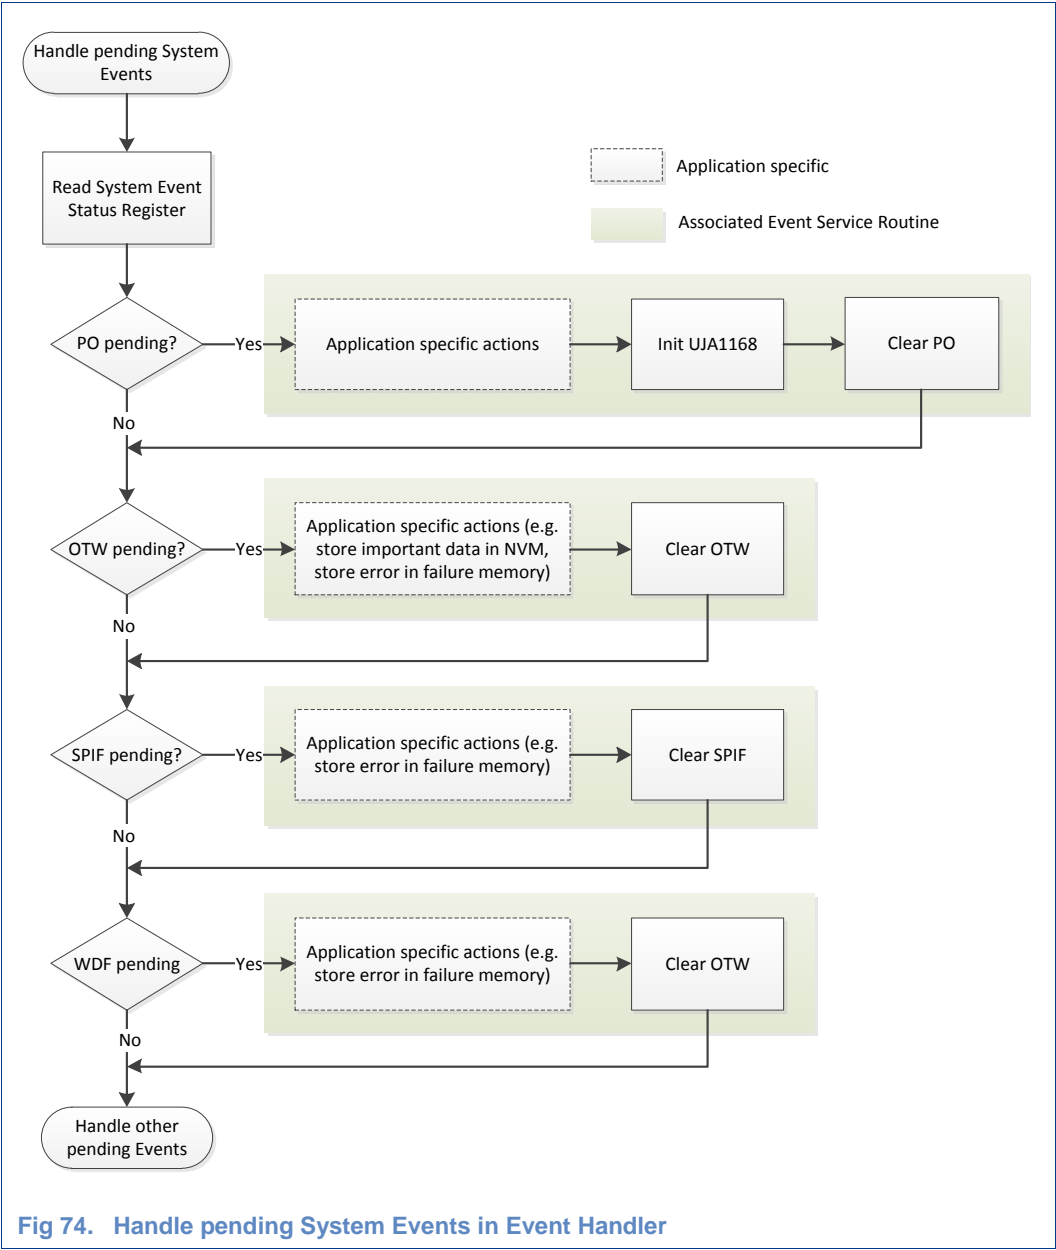 Handle pending System
Events
Read System Event
Status Register
Application specific
Associated Event Service Routine
PO pending?
Yes
Application specific actions
Init UJA1168
Clear PO
No
OTW pending?
Yes
Application specific actions (e.g.
store important data in NVM,
store error in failure memory)
Clear OTW
No
SPIF pending?
Yes
Application specific actions (e.g.
store error in failure memory)
Clear SPIF
No
WDF pending
Yes
Application specific actions (e.g.
store error in failure memory)
Clear OTW
No
Handle other
pending Events
Fig 74. Handle pending System Events in Event Handler